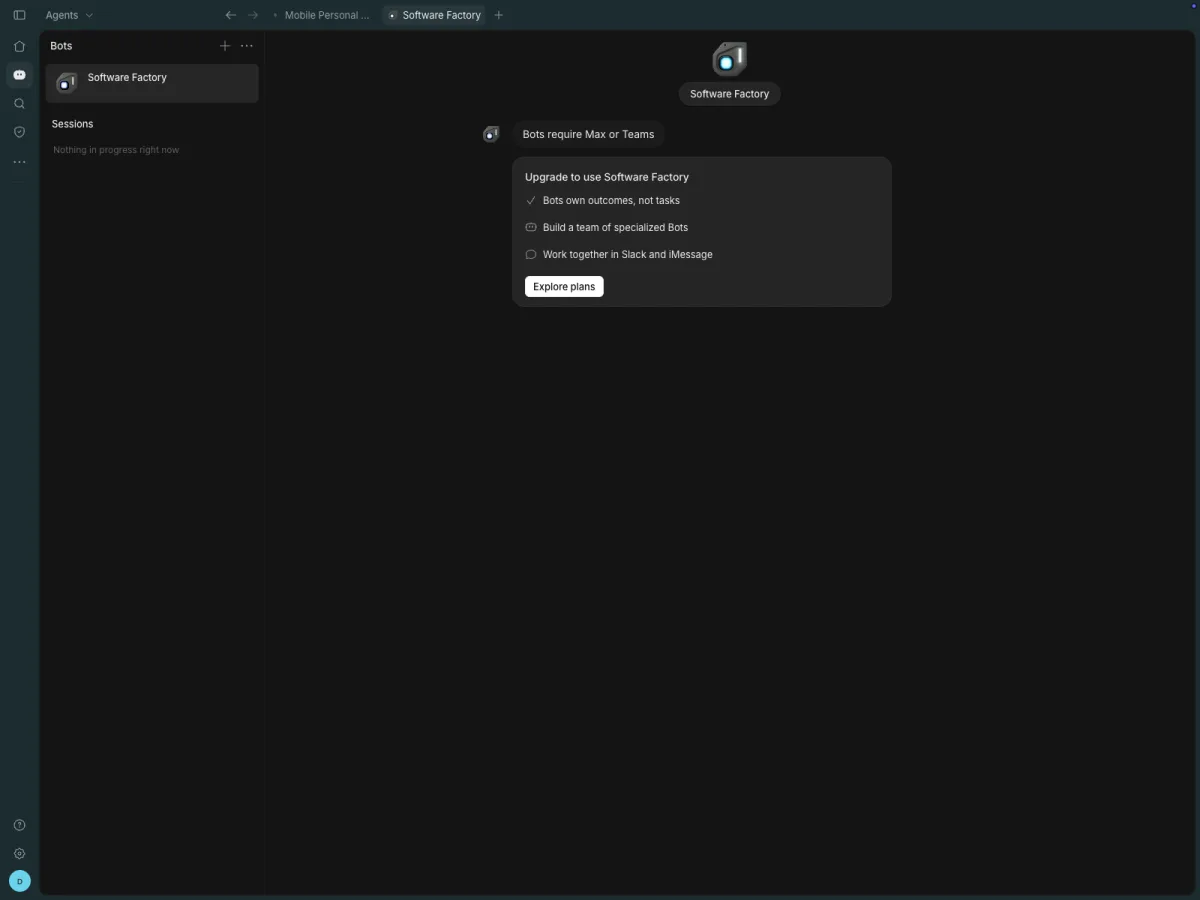 Agents
Mobile Personal ...
Software Factory
Bots
Software Factory
Sessions
Nothing in progress right now
Software Factory
Bots require Max or Teams
Upgrade to use Software Factory
Bots own outcomes, not tasks
Build a team of specialized Bots
Work together in Slack and iMessage
Explore plans
D